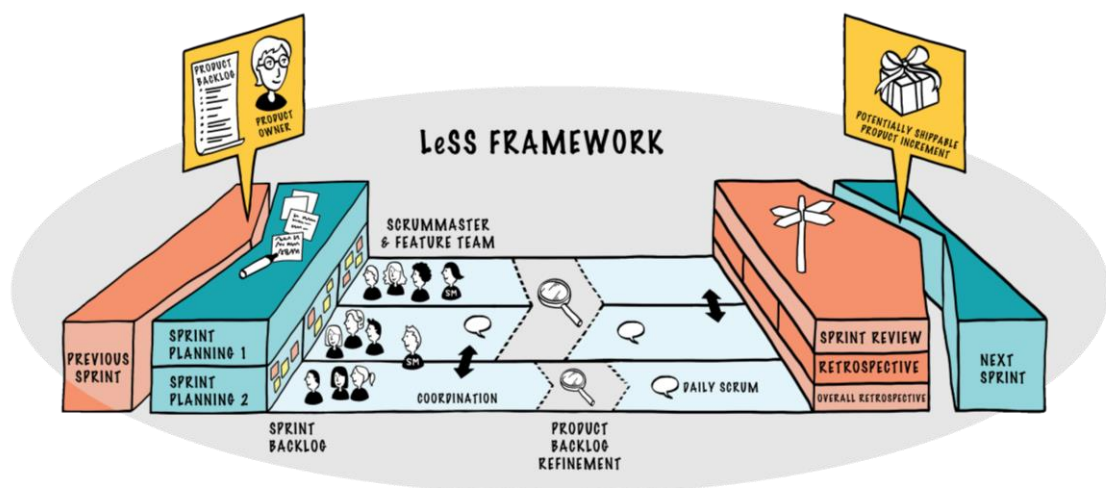 PRODUCT
BACKLOG
PRODUCT
OWNER
POTENTIALLY SHIPPABLE
PRODUCT INCREMENT
LeSS FRAMEWORK
SCRUMMASTER
& FEATURE TEAM
SM
SM
PREVIOUS
SPRINT
SPRINT
PLANNING 1
SPRINT
PLANNING 2
COORDINATION
DAILY SCRUM
SPRINT REVIEW
RETROSPECTIVE
OVERALL RETROSPECTIVE
NEXT
SPRINT
SPRINT
BACKLOG
PRODUCT
BACKLOG
REFINEMENT